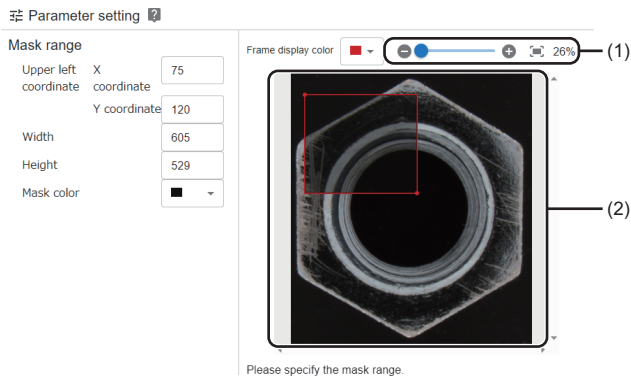 Parameter setting ?
Mask range
Upper left coordinate X coordinate 75
Y coordinate 120
Width 605
Height 529
Mask color
Frame display color 26% (1)
(2)
Please specify the mask range.